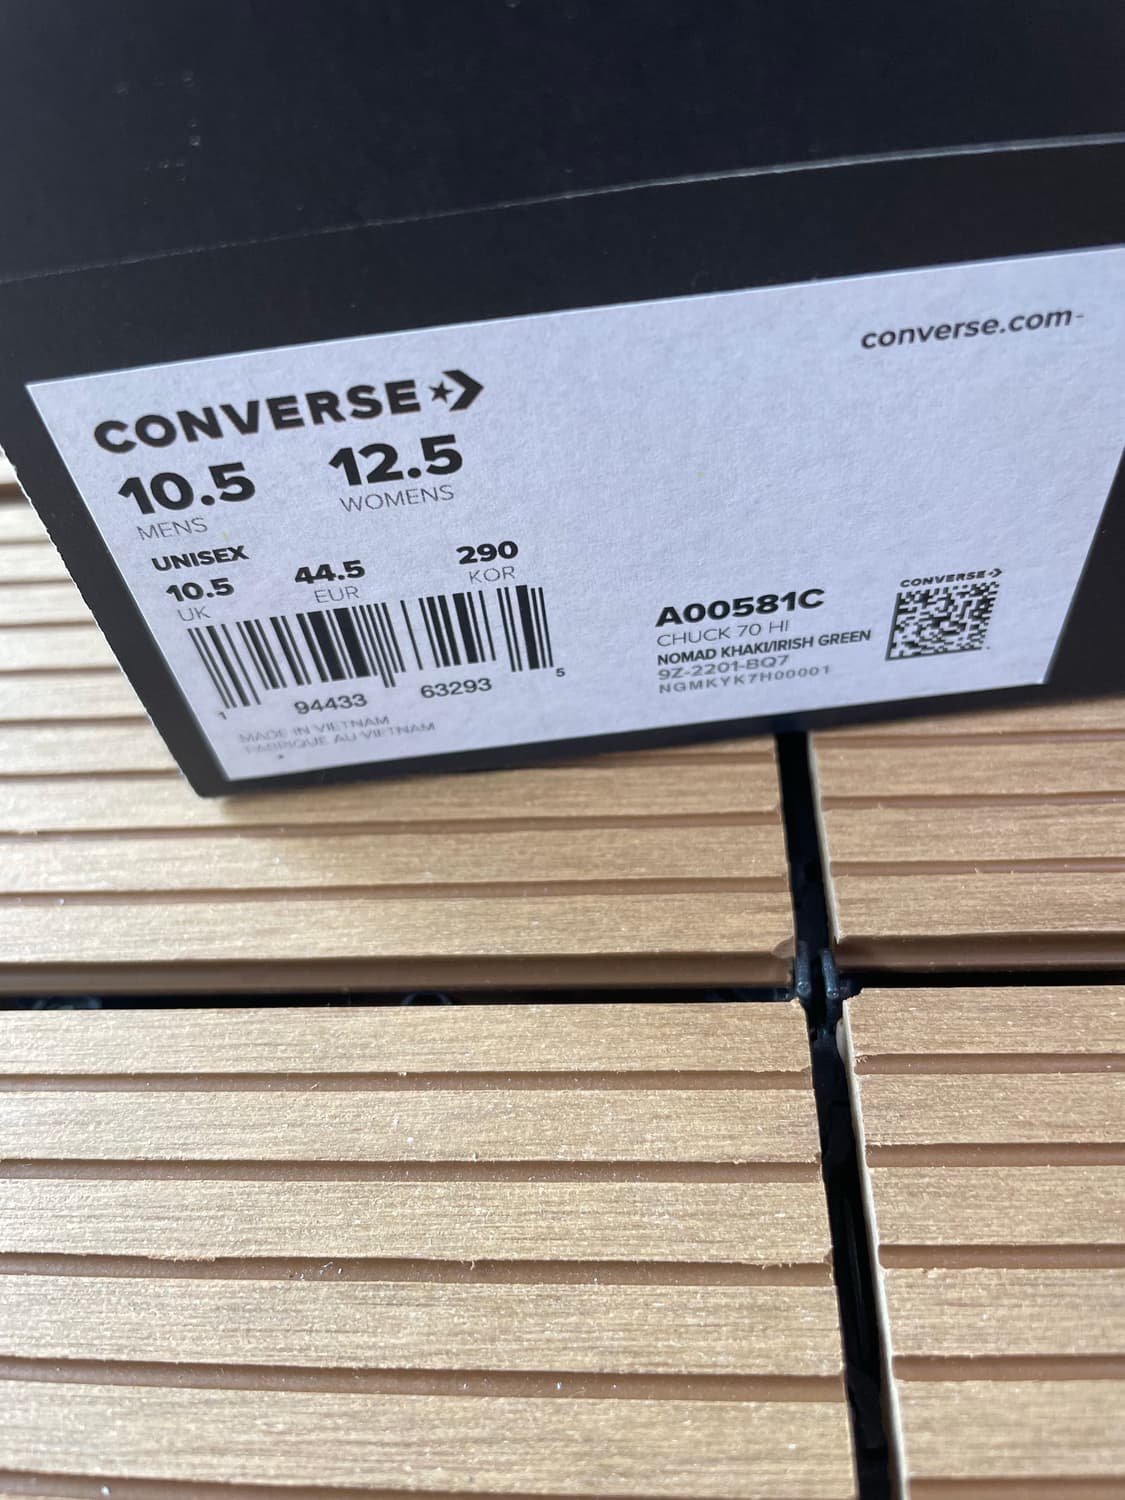 converse.com
CONVERSE
10.5 12.5
MENS WOMENS
UNISEX
10.5 44.5 290
UK EUR KOR
1 94433 63293 5
MADE IN VIETNAM
FABRIQUE AU VIETNAM
CONVERSE
A00581C
CHUCK 70 HI
NOMAD KHAKI/IRISH GREEN
9Z-2201-BQ7
NGMKYK7H00001